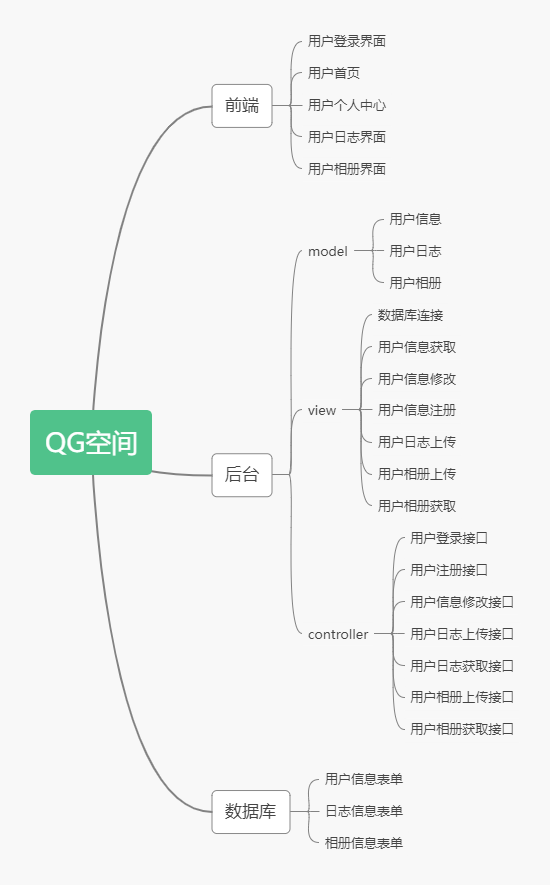 QG空间
前端
用户登录界面
用户首页
用户个人中心
用户日志界面
用户相册界面
后台
model
用户信息
用户日志
用户相册
view
数据库连接
用户信息获取
用户信息修改
用户信息注册
用户日志上传
用户相册上传
用户相册获取
controller
用户登录接口
用户注册接口
用户信息修改接口
用户日志上传接口
用户日志获取接口
用户相册上传接口
用户相册获取接口
数据库
用户信息表单
日志信息表单
相册信息表单